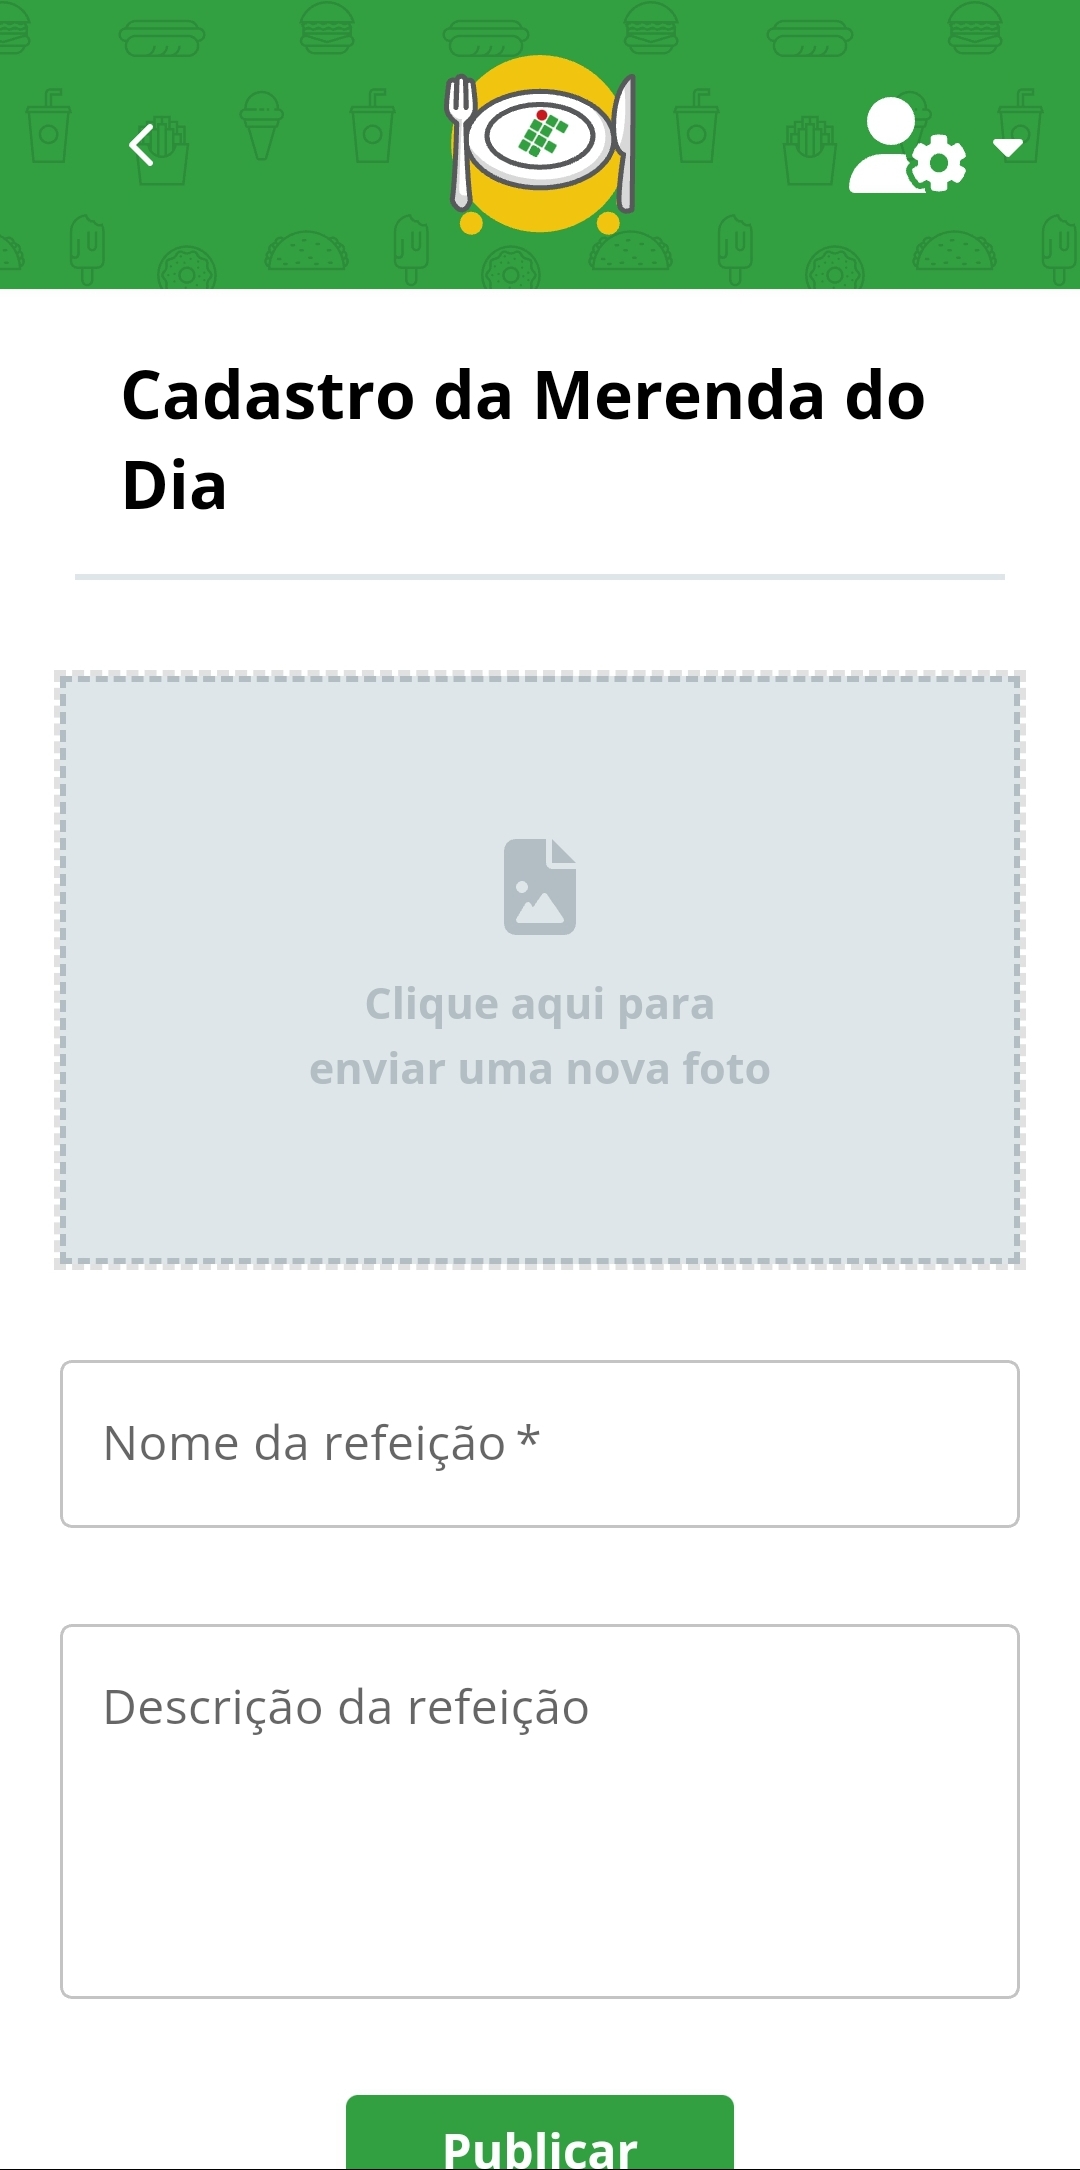 Cadastro da Merenda do
Dia
Clique aqui para
enviar uma nova foto
Nome da refeição *
Descrição da refeição
Publicar